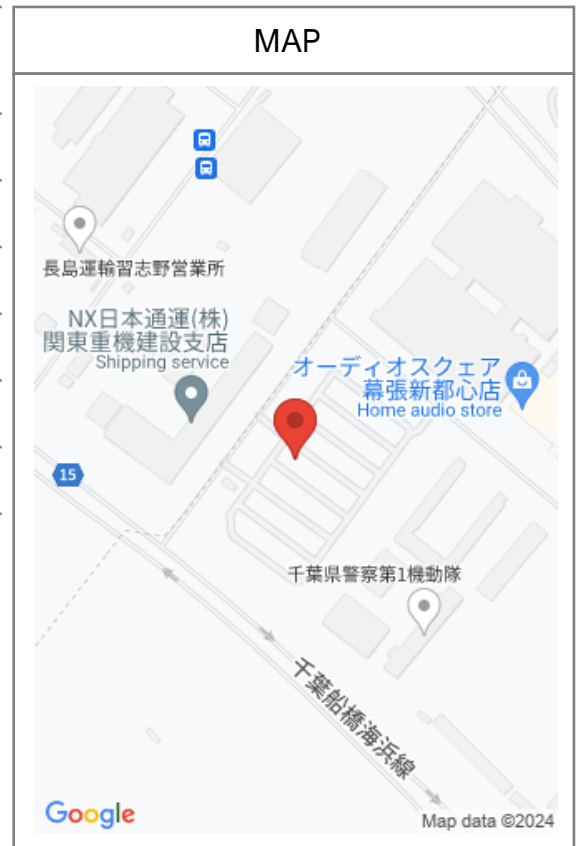 MAP
長島運輸習志野営業所
NX日本通運(株)
関東重機建設支店
Shipping service
オーディオスクェア
幕張新都心店
Home audio store
15
千葉県警察第1機動隊
千葉船橋海浜線
Google
Map data ©2024